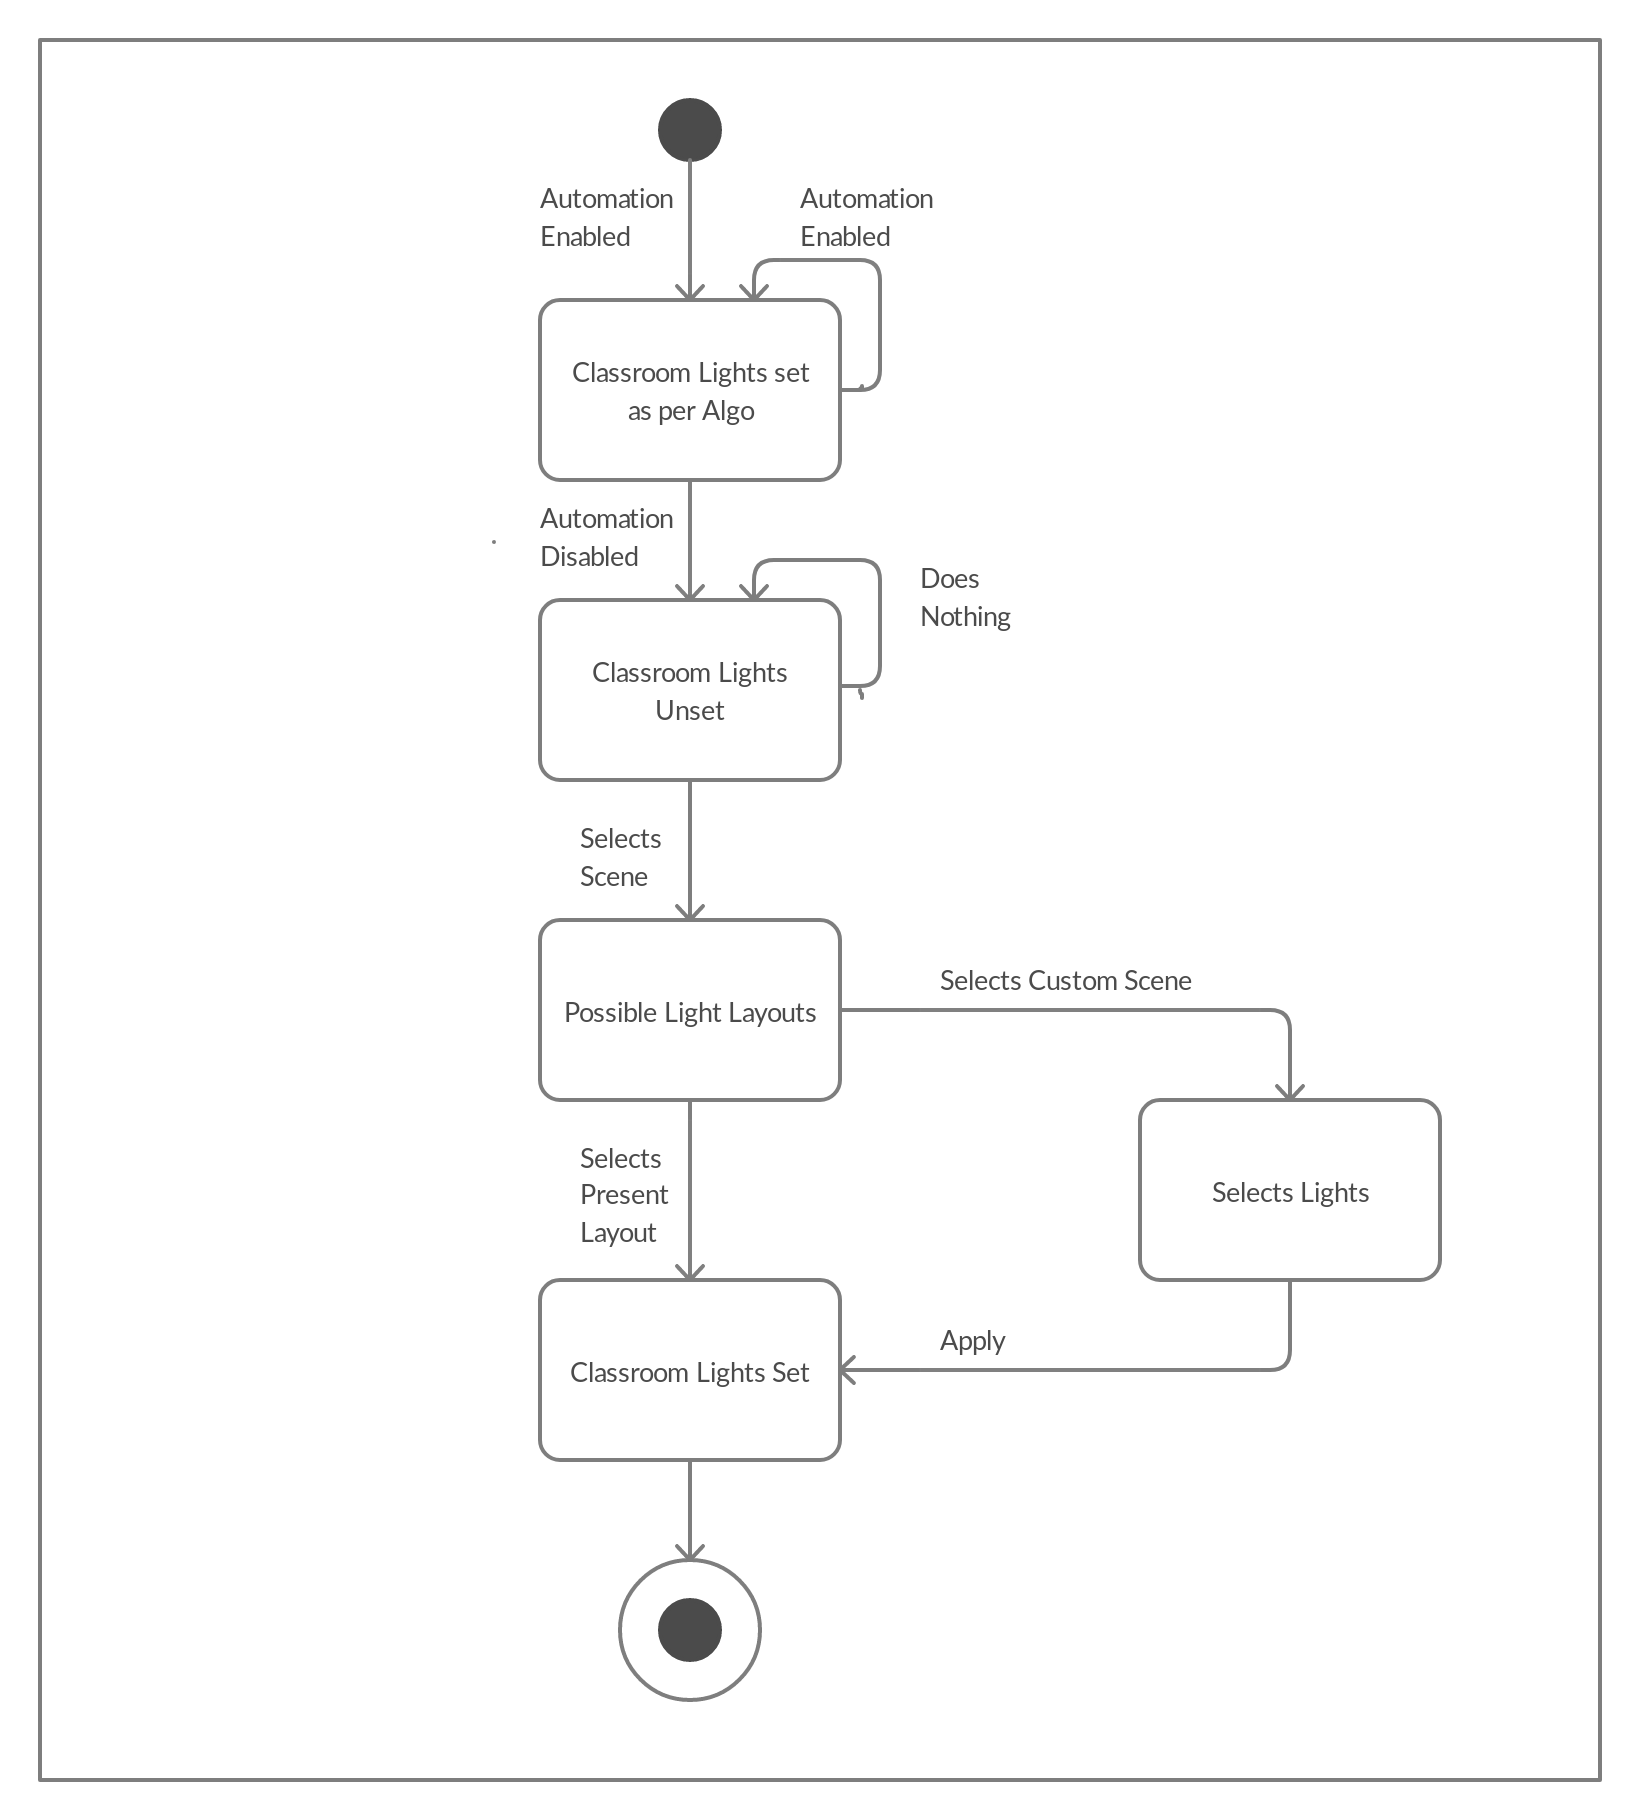 Automation
Enabled
Automation
Enabled
Classroom Lights set
as per Algo
Automation
Disabled
Does
Nothing
Classroom Lights
Unset
Selects
Scene
Selects Custom Scene
Possible Light Layouts
Selects
Present
Layout
Selects Lights
Apply
Classroom Lights Set